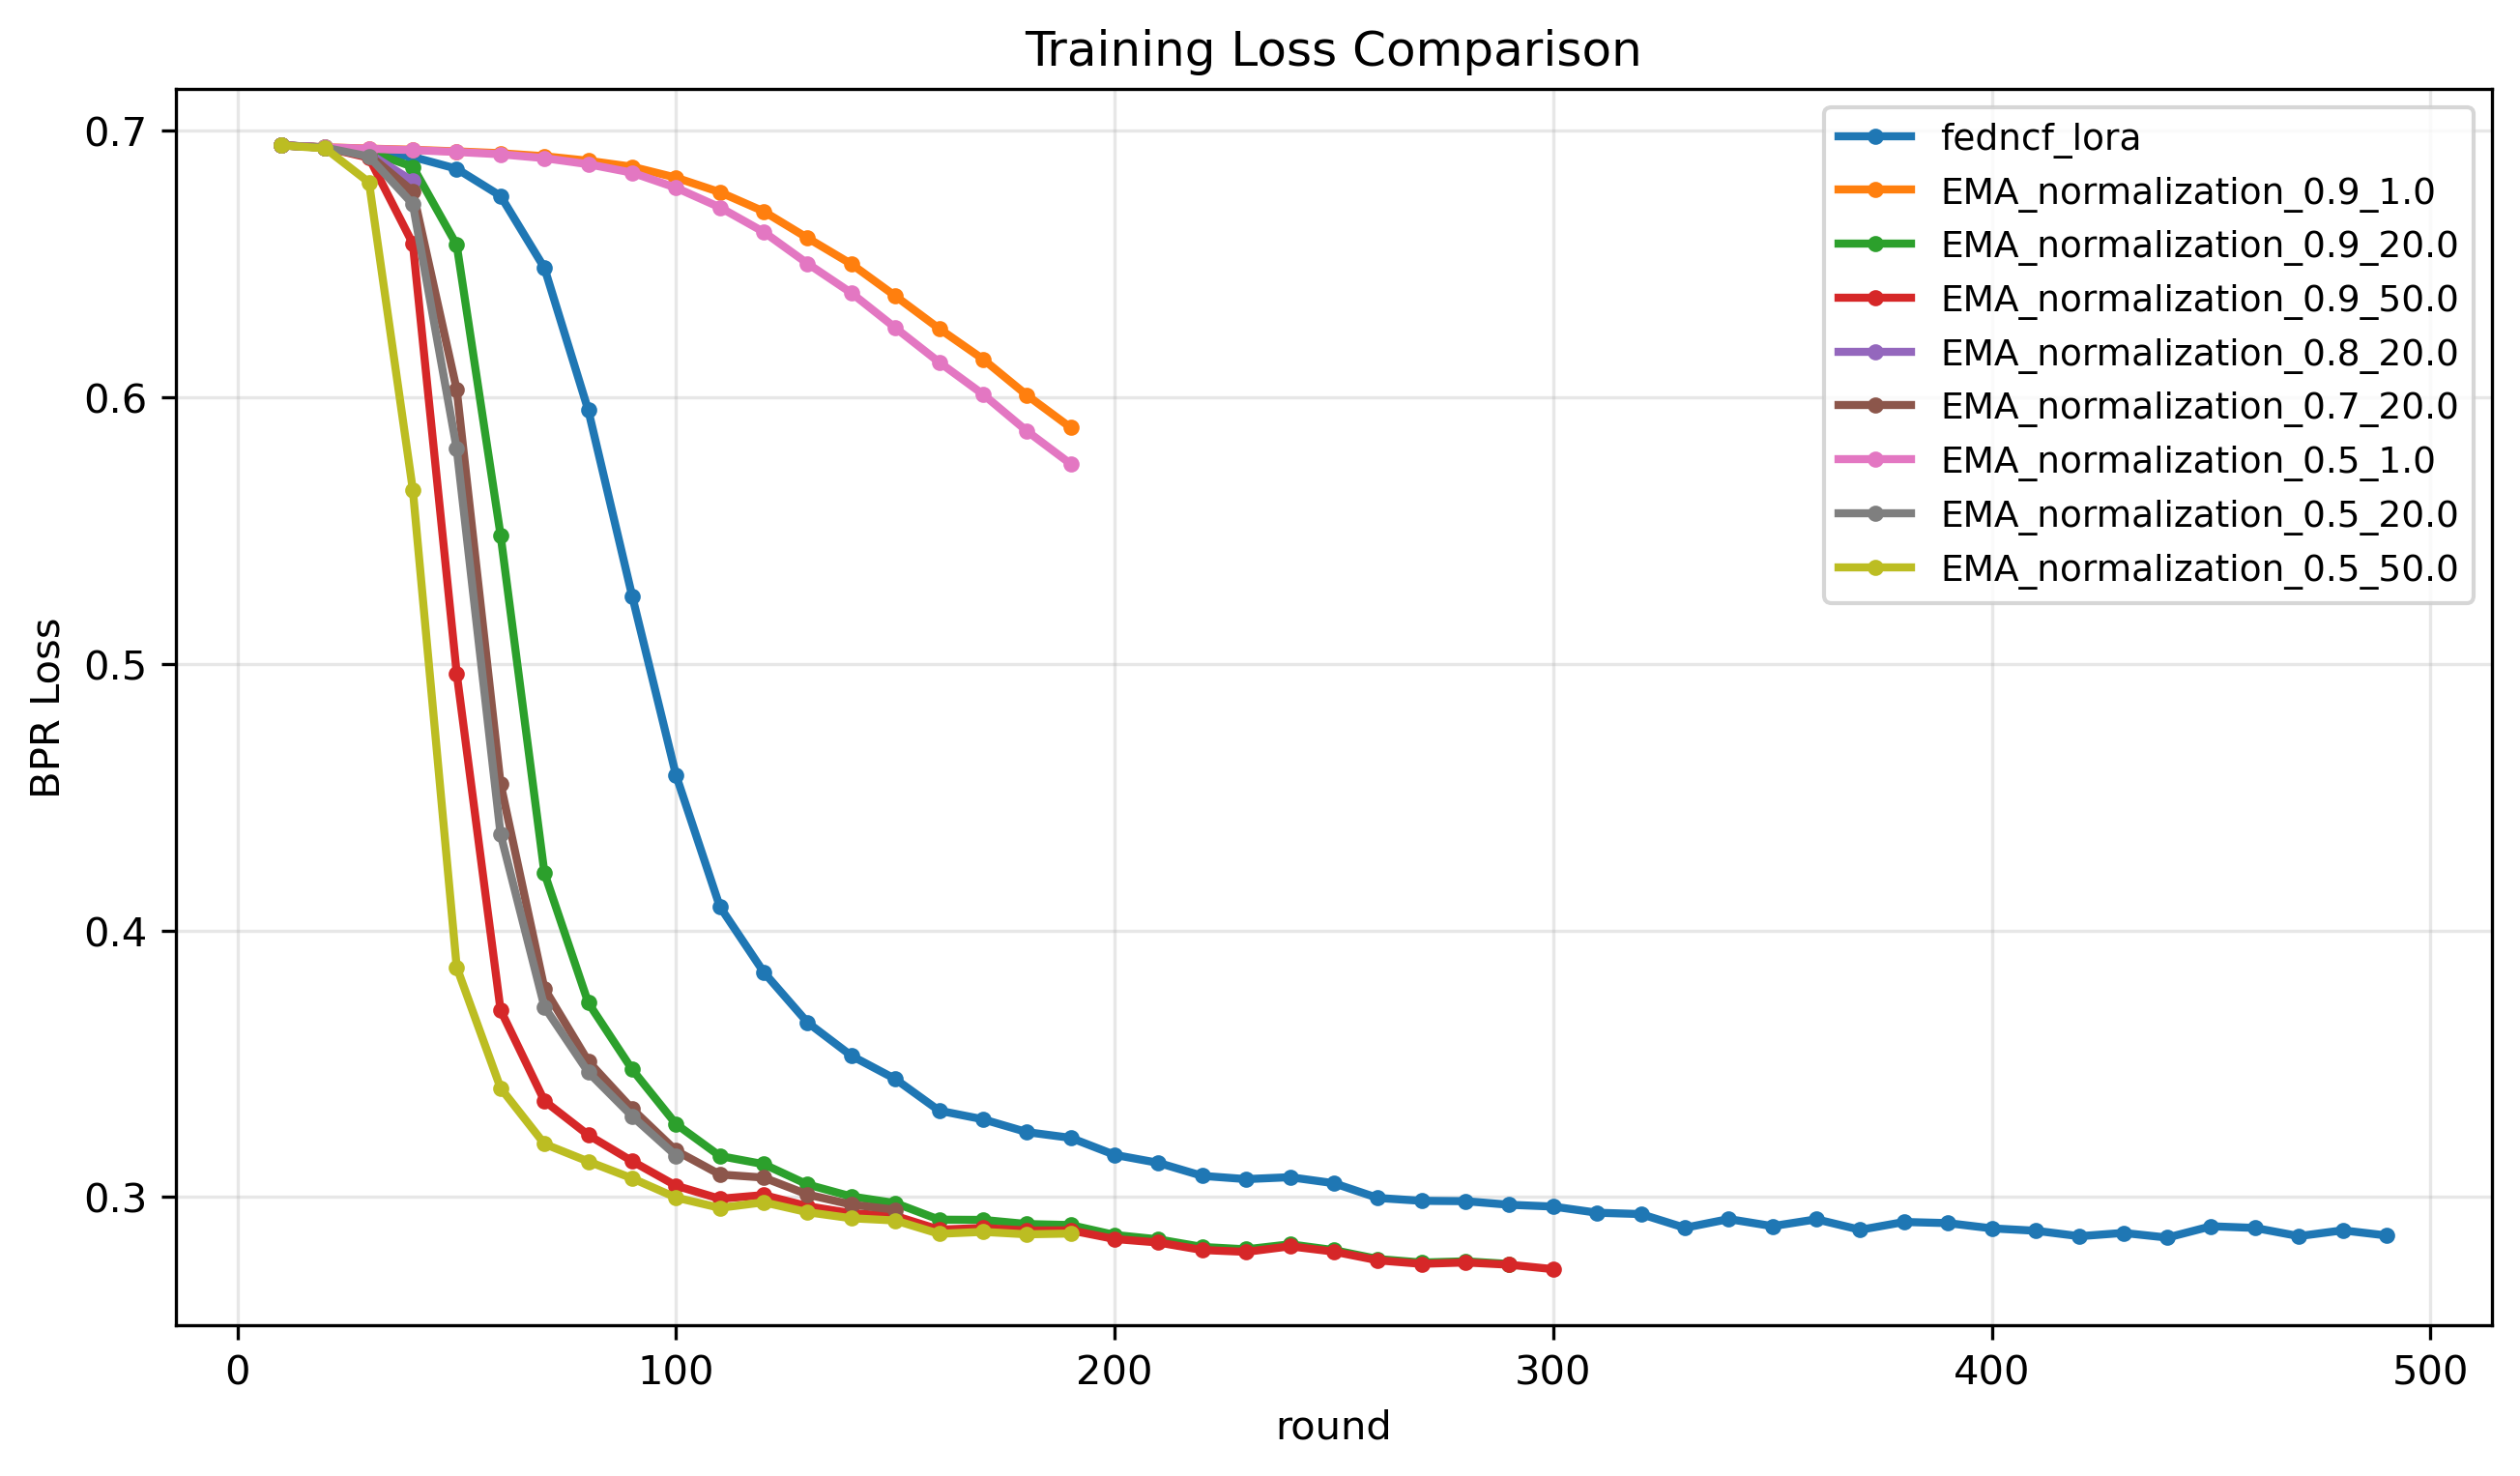 Training Loss Comparison
BPR Loss
0.7
0.6
0.5
0.4
0.3
0
100
200
300
400
500
round
fedncf_lora
EMA_normalization_0.9_1.0
EMA_normalization_0.9_20.0
EMA_normalization_0.9_50.0
EMA_normalization_0.8_20.0
EMA_normalization_0.7_20.0
EMA_normalization_0.5_1.0
EMA_normalization_0.5_20.0
EMA_normalization_0.5_50.0